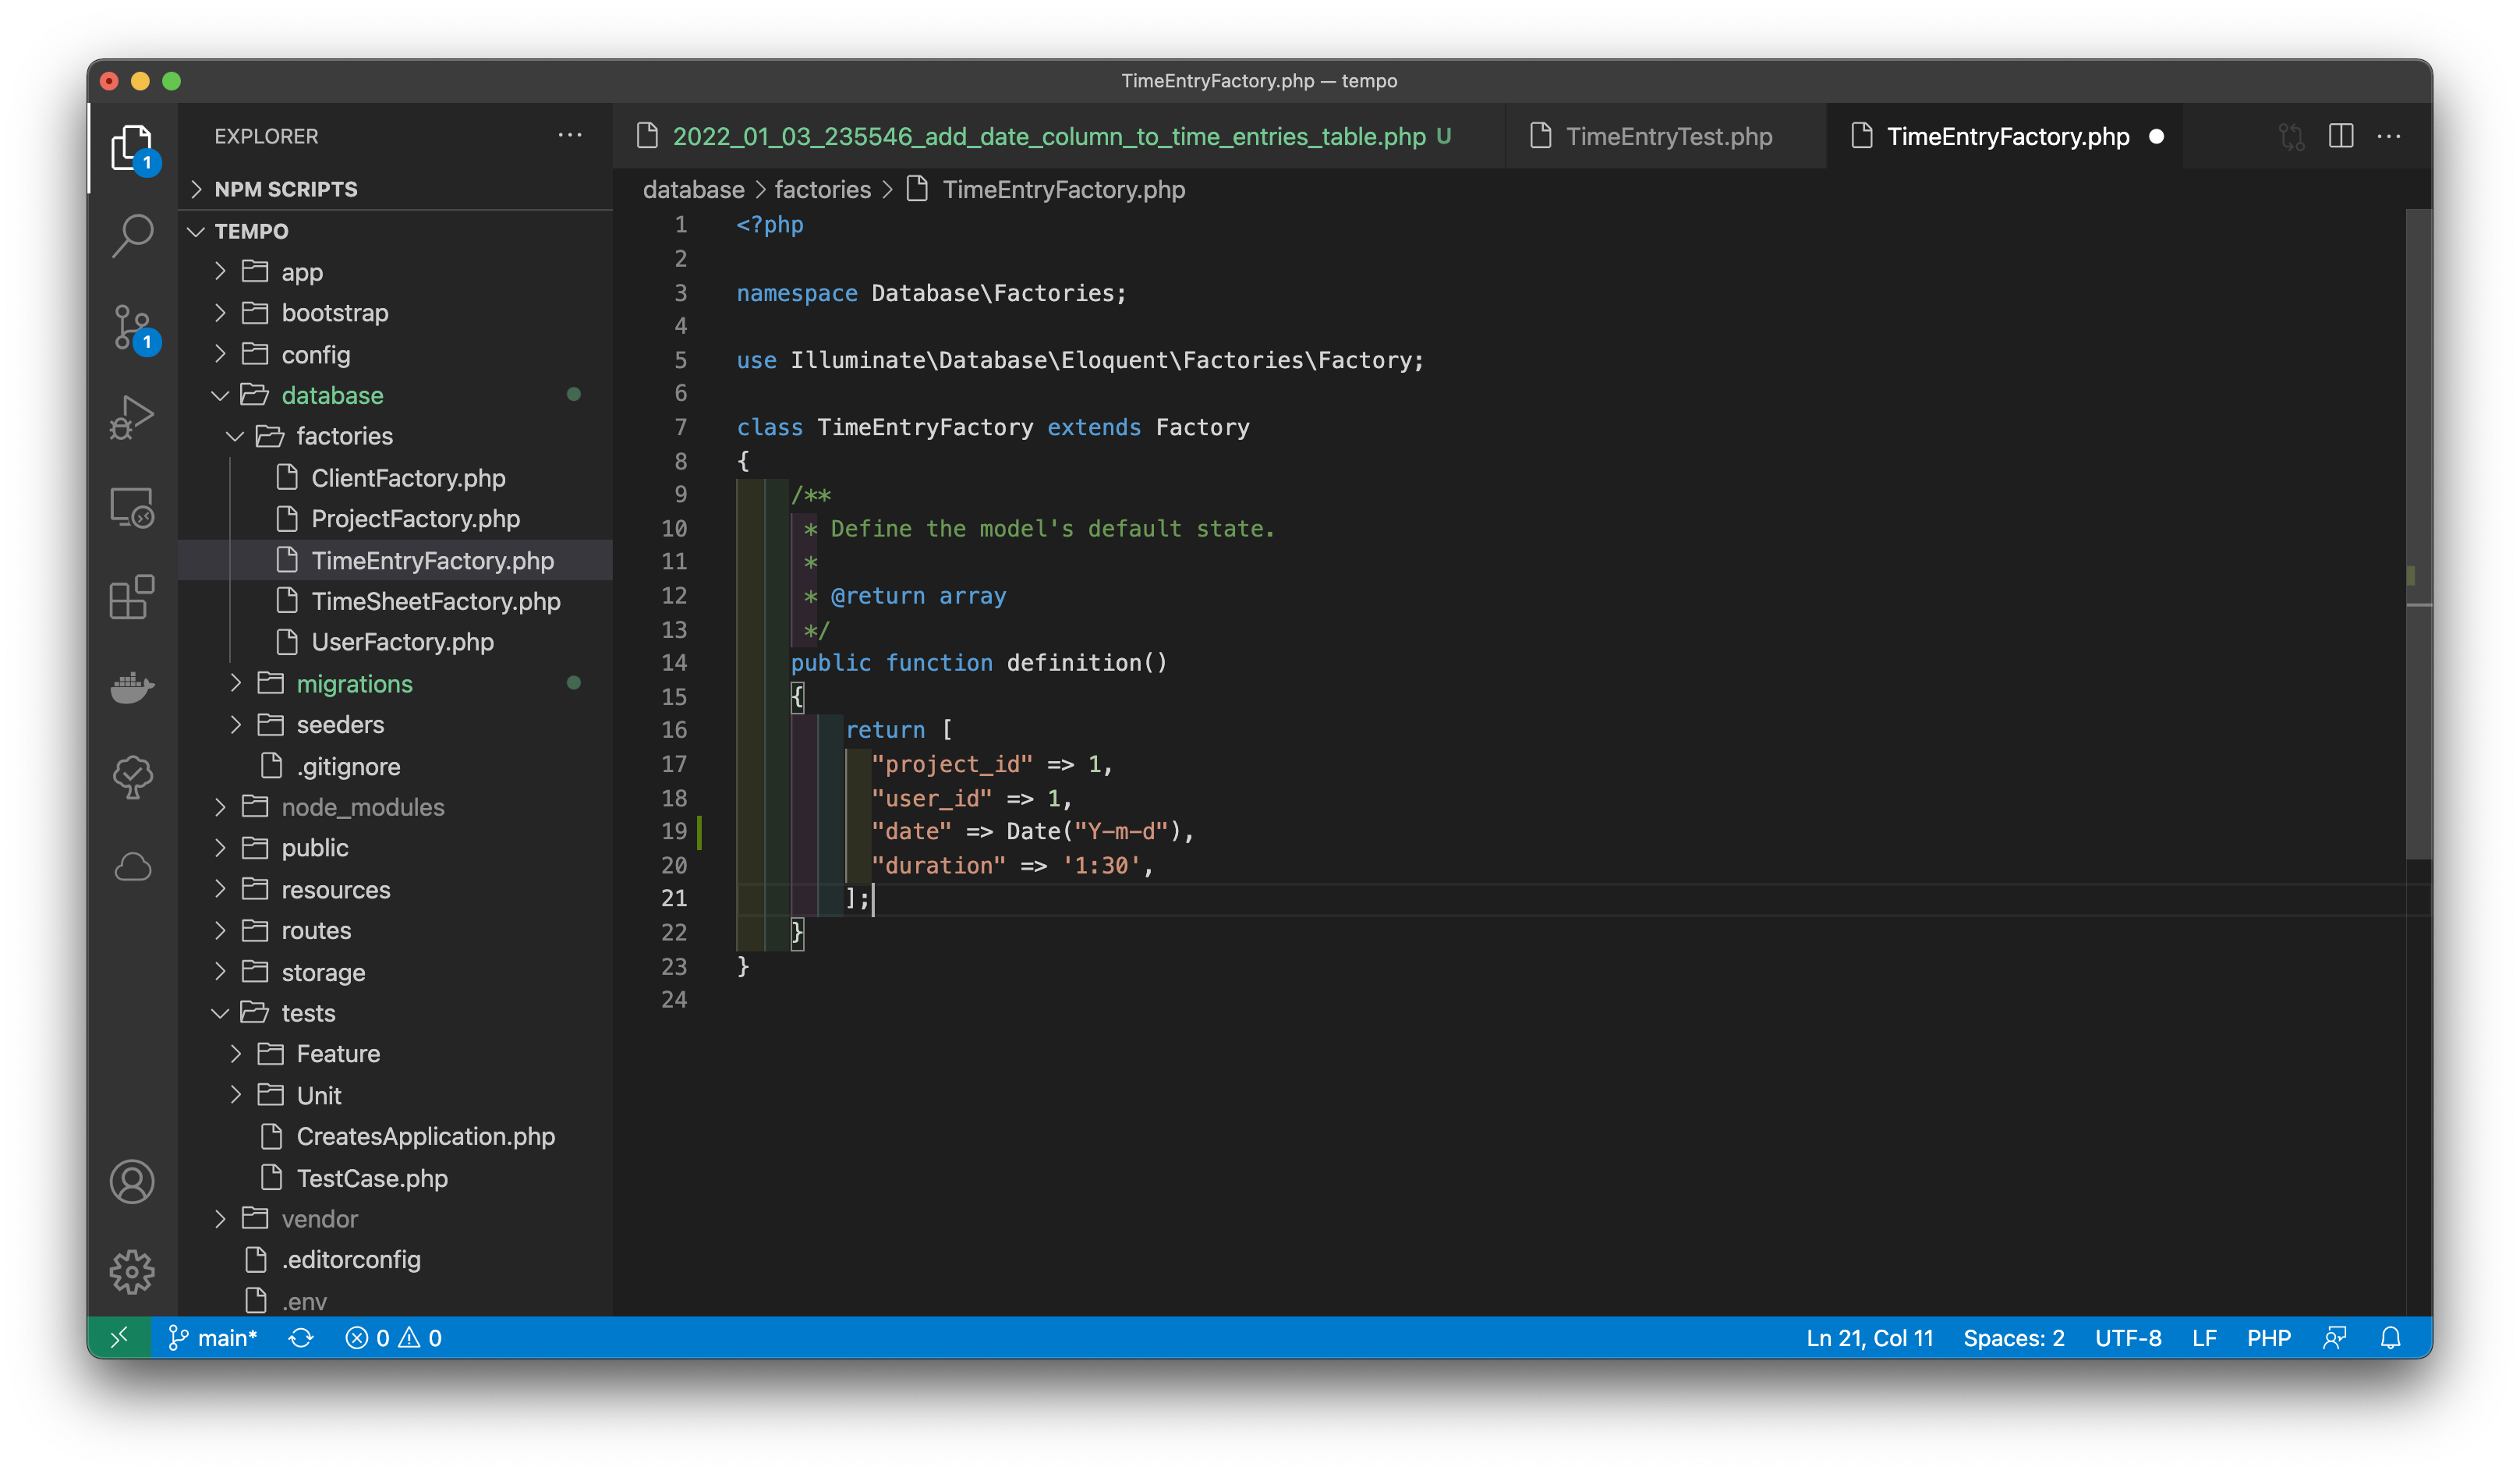 TimeEntryFactory.php — tempo
EXPLORER
NPM SCRIPTS
TEMPO
app
bootstrap
config
database
factories
ClientFactory.php
ProjectFactory.php
TimeEntryFactory.php
TimeSheetFactory.php
UserFactory.php
migrations
seeders
.gitignore
node_modules
public
resources
routes
storage
tests
Feature
Unit
CreatesApplication.php
TestCase.php
vendor
.editorconfig
.env
1
1
2022_01_03_235546_add_date_column_to_time_entries_table.php U
TimeEntryTest.php
TimeEntryFactory.php
database > factories > TimeEntryFactory.php
1 <?php
2
3 namespace Database\Factories;
4
5 use Illuminate\Database\Eloquent\Factories\Factory;
6
7 class TimeEntryFactory extends Factory
8 {
9 /**
10 * Define the model's default state.
11 *
12 * @return array
13 */
14 public function definition()
15 {
16 return [
17 "project_id" => 1,
18 "user_id" => 1,
19 "date" => Date("Y-m-d"),
20 "duration" => '1:30',
21 ];
22 }
23 }
24
main* 0 0 Ln 21, Col 11 Spaces: 2 UTF-8 LF PHP